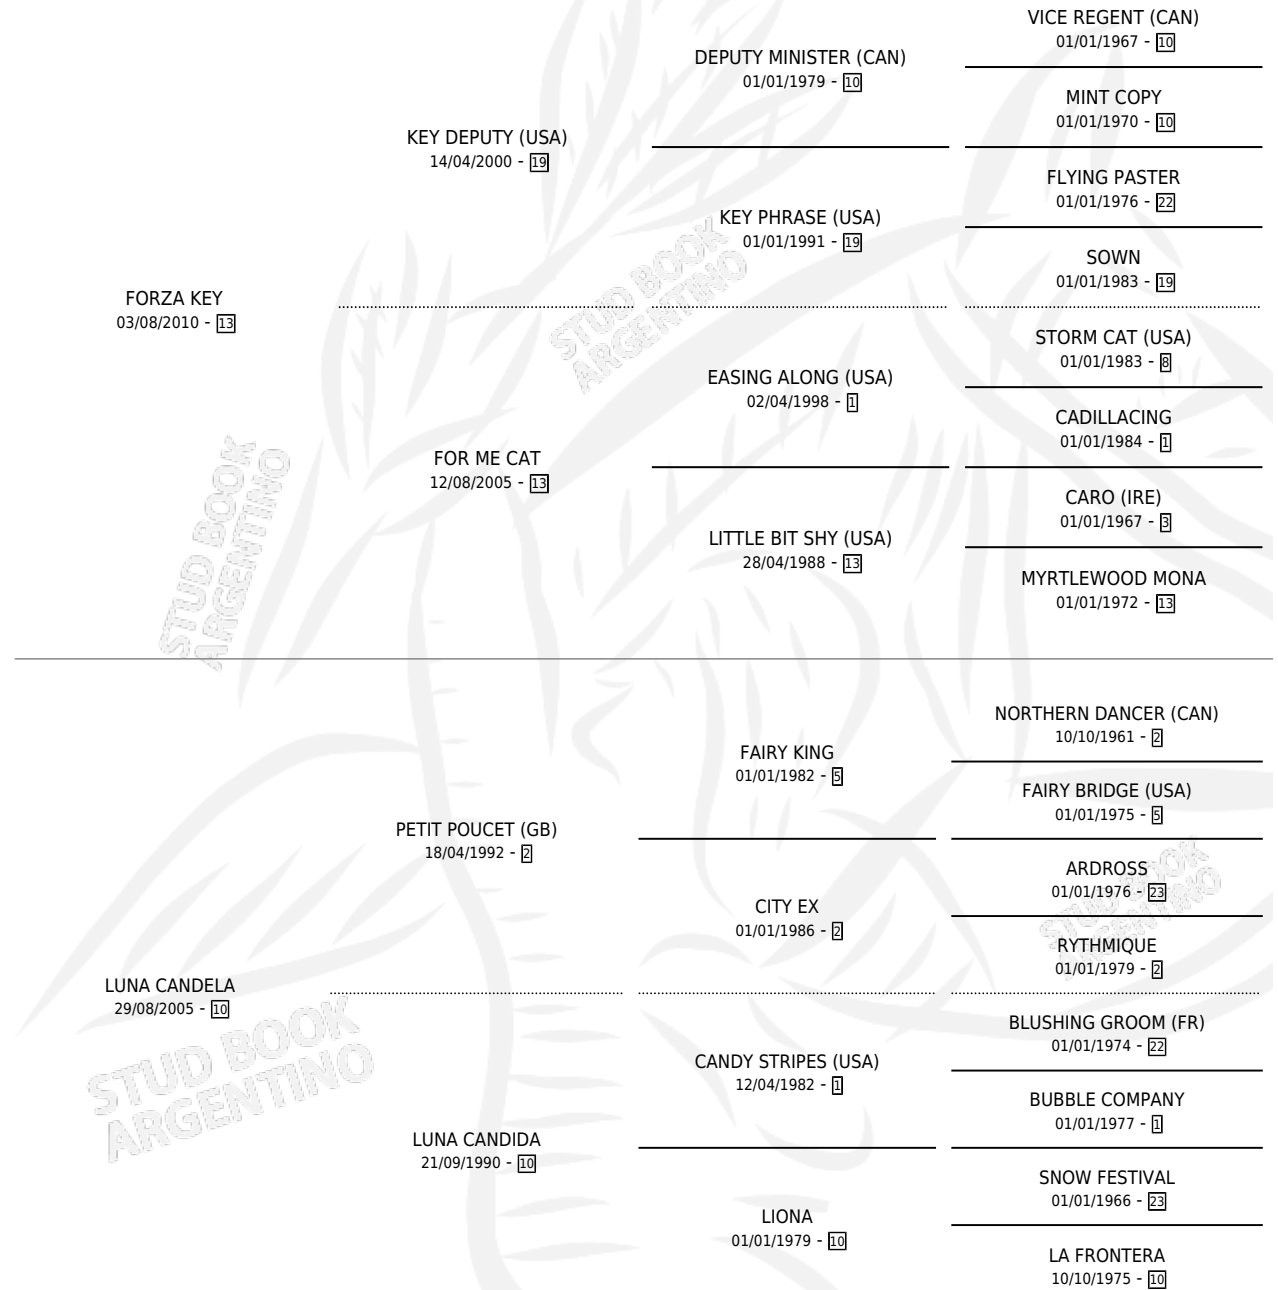 VICE REGENT (CAN)
01/01/1967 - 10
DEPUTY MINISTER (CAN)
01/01/1979 - 10
MINT COPY
01/01/1970 - 10
KEY DEPUTY (USA)
14/04/2000 - 19
FLYING PASTER
01/01/1976 - 22
KEY PHRASE (USA)
01/01/1991 - 19
SOWN
01/01/1983 - 19
FORZA KEY
03/08/2010 - 13
STORM CAT (USA)
01/01/1983 - 8
EASING ALONG (USA)
02/04/1998 - 1
CADILLACING
01/01/1984 - 1
FOR ME CAT
12/08/2005 - 13
CARO (IRE)
01/01/1967 - 3
LITTLE BIT SHY (USA)
28/04/1988 - 13
MYRTLEWOOD MONA
01/01/1972 - 13
NORTHERN DANCER (CAN)
10/10/1961 - 2
FAIRY KING
01/01/1982 - 5
FAIRY BRIDGE (USA)
01/01/1975 - 5
PETIT POUCET (GB)
18/04/1992 - 2
ARDROSS
01/01/1976 - 23
CITY EX
01/01/1986 - 2
RYTHMIQUE
01/01/1979 - 2
LUNA CANDELA
29/08/2005 - 10
BLUSHING GROOM (FR)
01/01/1974 - 22
CANDY STRIPES (USA)
12/04/1982 - 1
BUBBLE COMPANY
01/01/1977 - 1
LUNA CANDIDA
21/09/1990 - 10
SNOW FESTIVAL
01/01/1966 - 23
LIONA
01/01/1979 - 10
LA FRONTERA
10/10/1975 - 10
STUD BOOK
ARGENTINO
STUD BOOK
ARGENTINO
STUD BOOK
ARGENTINO
STUD BOOK
ARGENTINO